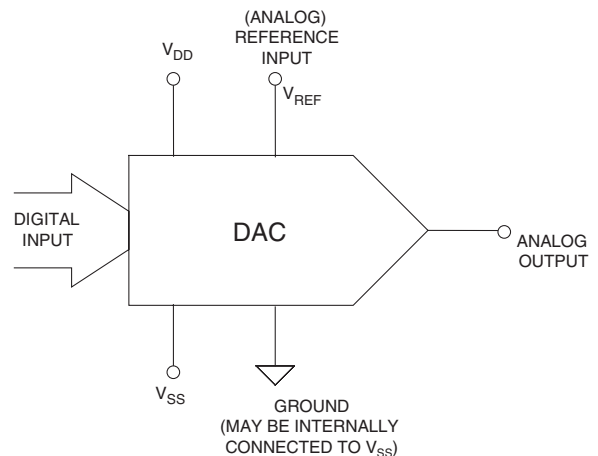 (ANALOG)
REFERENCE
INPUT
V_DD
V_REF
DIGITAL
INPUT
DAC
ANALOG
OUTPUT
V_SS
GROUND
(MAY BE INTERNALLY
CONNECTED TO V_SS)